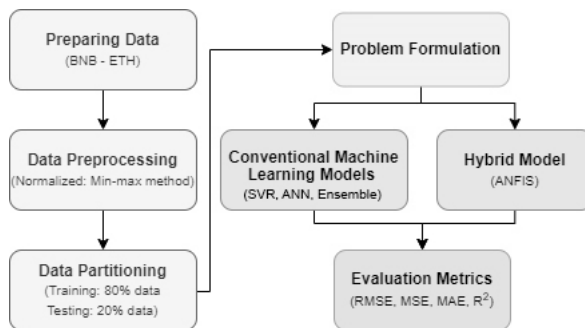 Preparing Data
(BNB - ETH)
Data Preprocessing
(Normalized: Min-max method)
Data Partitioning
(Training: 80% data
Testing: 20% data)
Problem Formulation
Conventional Machine
Learning Models
(SVR, ANN, Ensemble)
Hybrid Model
(ANFIS)
Evaluation Metrics
(RMSE, MSE, MAE, R²)